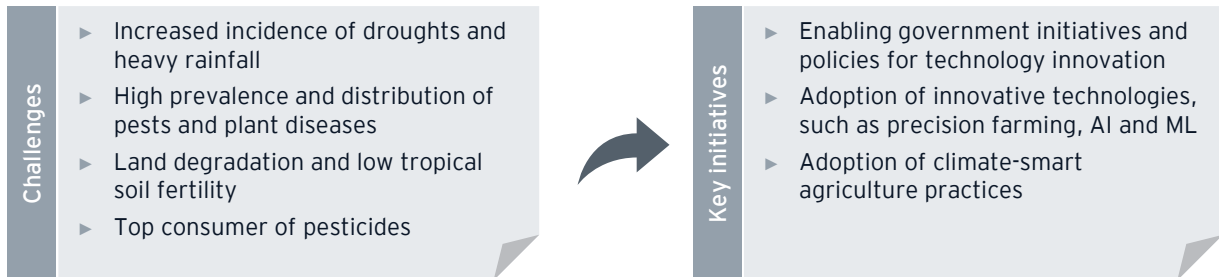 Challenges
► Increased incidence of droughts and
heavy rainfall
► High prevalence and distribution of
pests and plant diseases
► Land degradation and low tropical
soil fertility
► Top consumer of pesticides
Key initiatives
► Enabling government initiatives and
policies for technology innovation
► Adoption of innovative technologies,
such as precision farming, AI and ML
► Adoption of climate-smart
agriculture practices